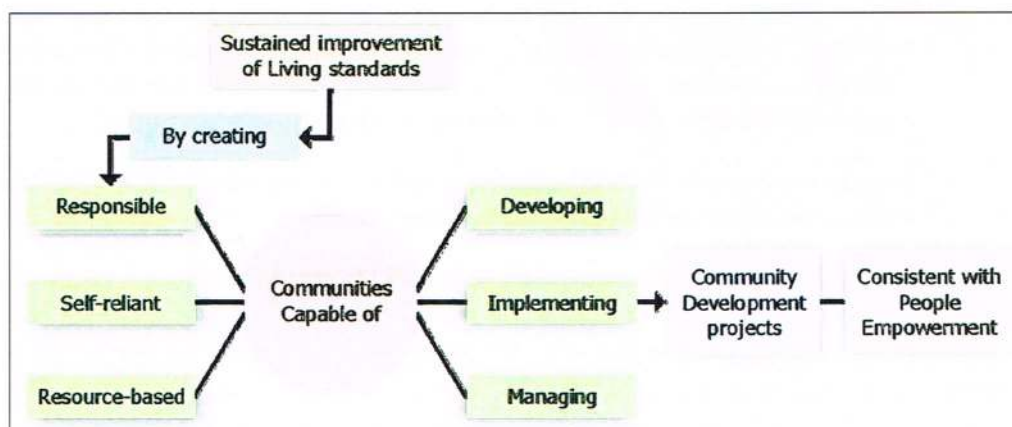 Sustained improvement
of Living standards
By creating
Responsible
Self-reliant
Resource-based
Communities
Capable of
Developing
Implementing
Managing
Community
Development
projects
Consistent with
People
Empowerment